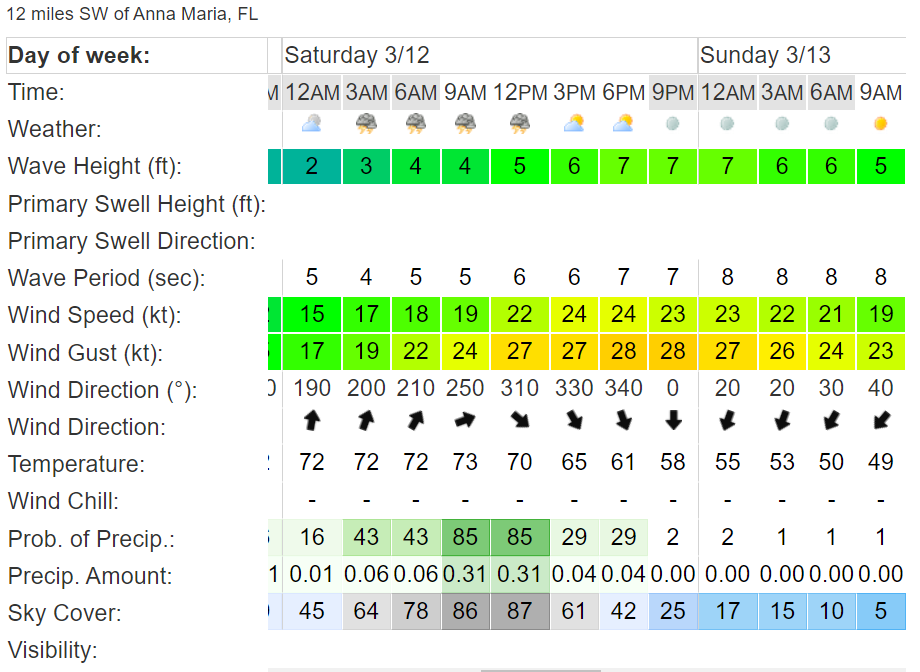 12 miles SW of Anna Maria, FL
Day of week: Saturday 3/12 Sunday 3/13
Time: 12AM 3AM 6AM 9AM 12PM 3PM 6PM 9PM 12AM 3AM 6AM 9AM
Weather:
Wave Height (ft): 2 3 4 4 5 6 7 7 7 6 6 5
Primary Swell Height (ft):
Primary Swell Direction:
Wave Period (sec): 5 4 5 5 6 6 7 7 8 8 8 8
Wind Speed (kt): 15 17 18 19 22 24 24 23 23 22 21 19
Wind Gust (kt): 17 19 22 24 27 27 28 28 27 26 24 23
Wind Direction (°): 190 200 210 250 310 330 340 0 20 20 30 40
Wind Direction:
Temperature: 72 72 72 73 70 65 61 58 55 53 50 49
Wind Chill: - - - - - - - - - - - -
Prob. of Precip.: 16 43 43 85 85 29 29 2 2 1 1 1
Precip. Amount: 0.01 0.06 0.06 0.31 0.31 0.04 0.04 0.00 0.00 0.00 0.00 0.00
Sky Cover: 45 64 78 86 87 61 42 25 17 15 10 5
Visibility: